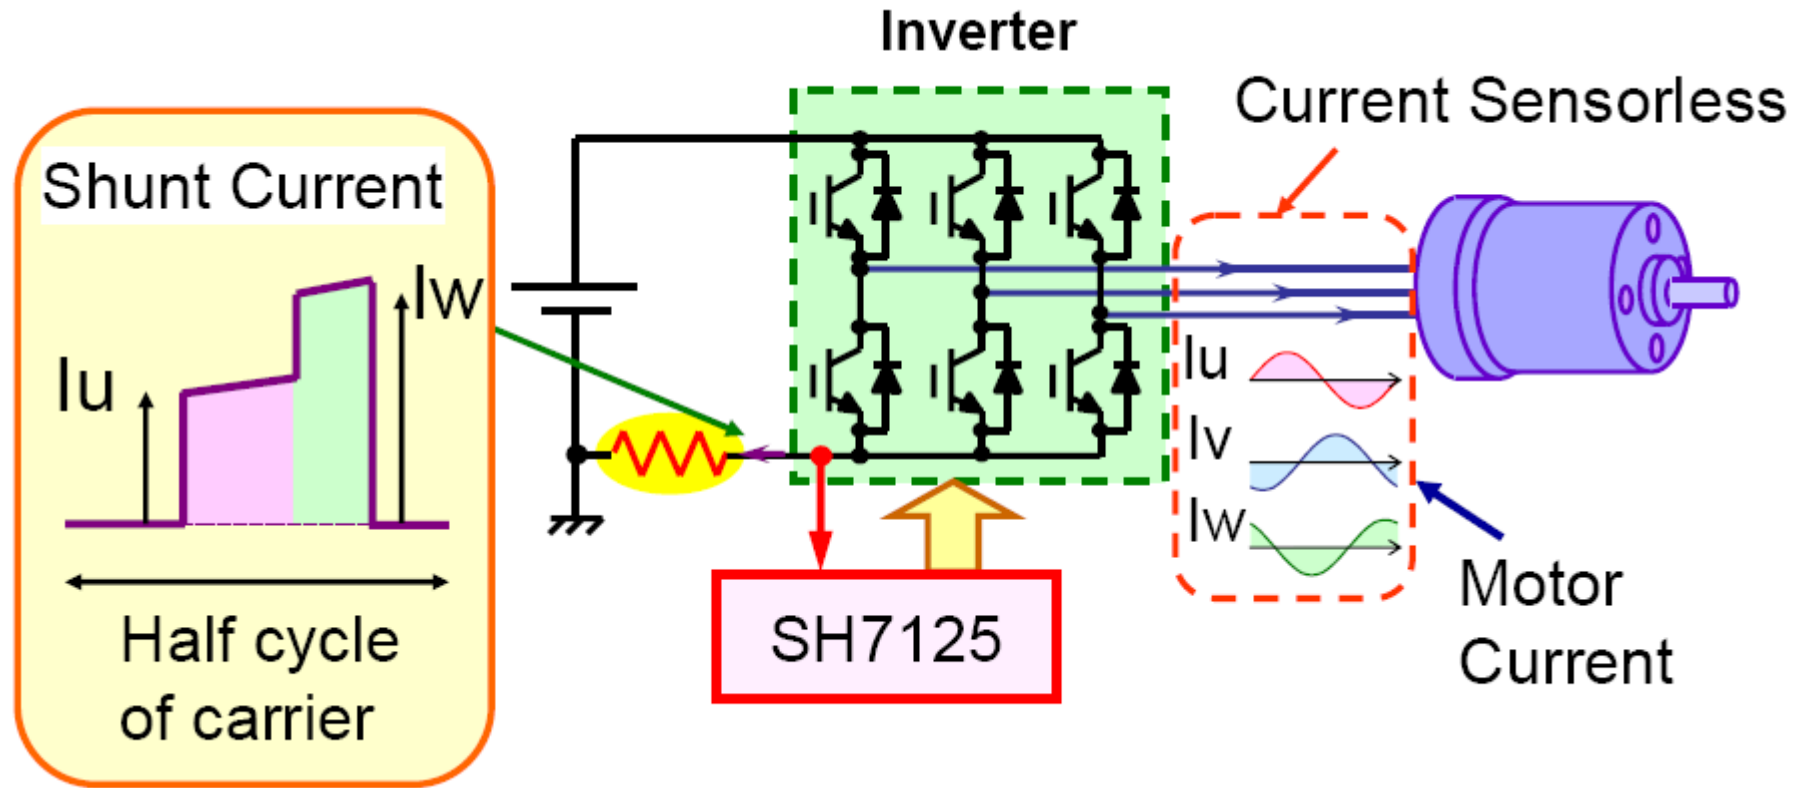 Inverter
Current Sensorless
Shunt Current
Iw
Iu
Half cycle
of carrier
SH7125
Iu
Iv
Iw
Motor
Current